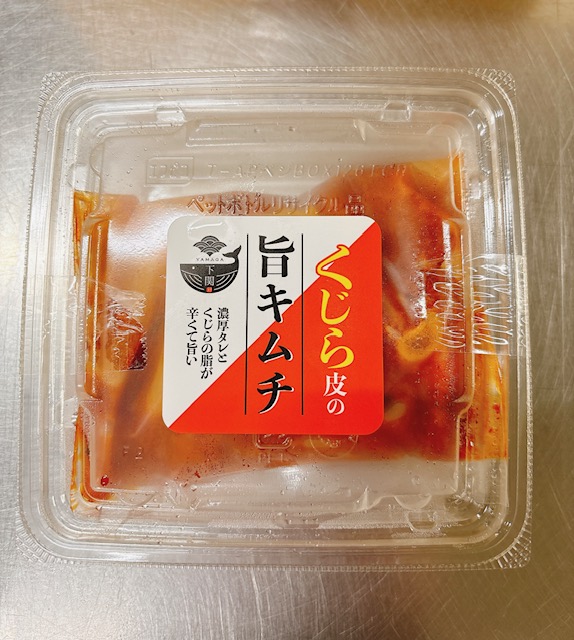 ペットボトルリサイクル品
くじら皮の
旨キムチ
YAMAGA
下関
濃厚タレと
くじらの脂が
辛くて旨い